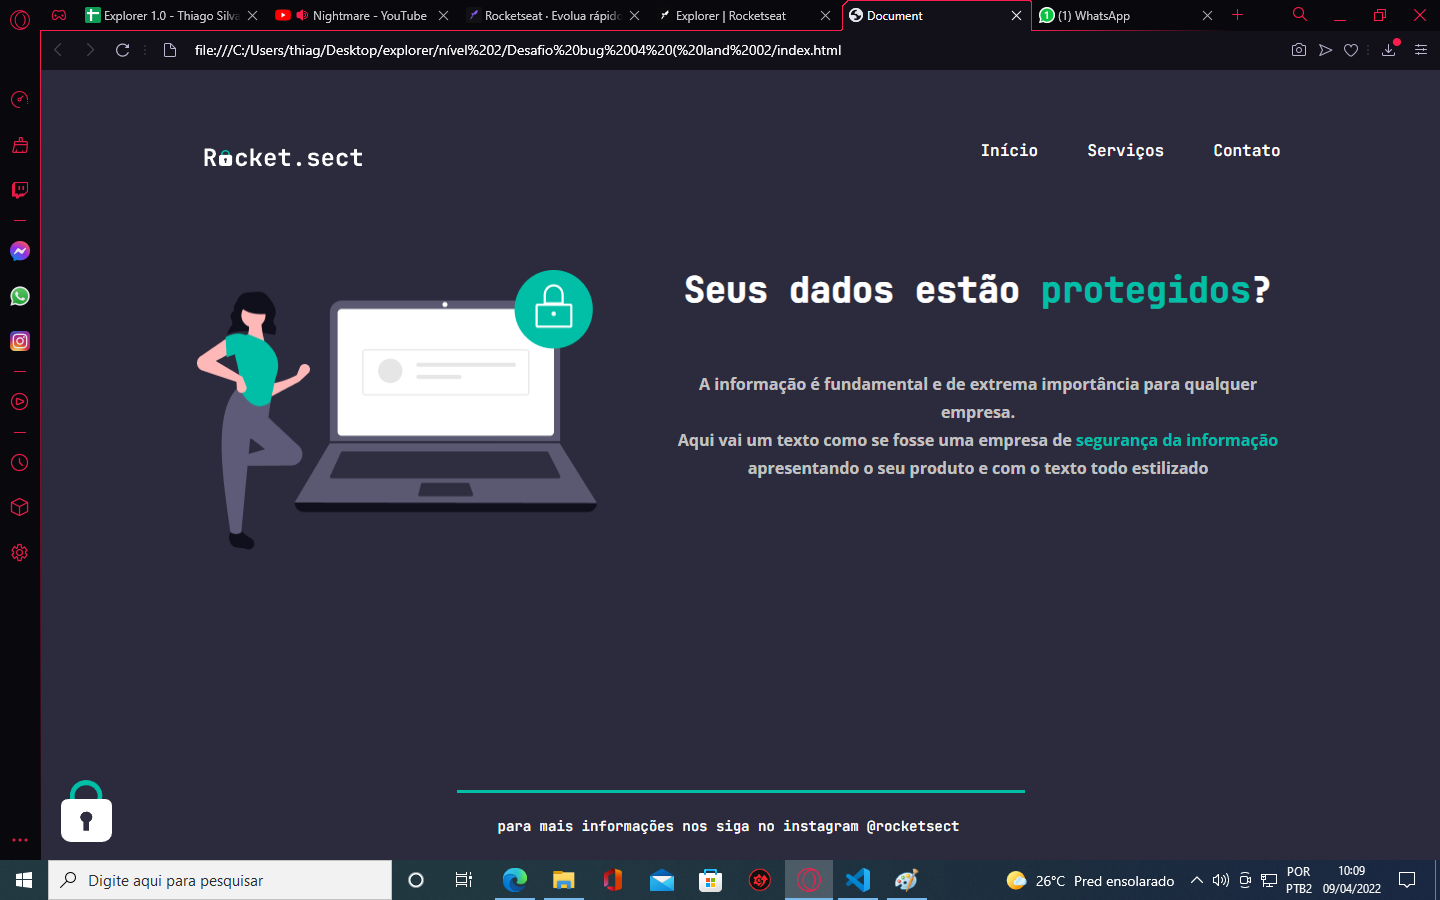 Explorer 1.0 - Thiago Silva
Nightmare - YouTube
Rocketseat · Evolua rápido
Explorer | Rocketseat
Document
(1) WhatsApp
file:///C:/Users/thiag/Desktop/explorer/nível%202/Desafio%20bug%2004%20(%20land%2002/index.html
Rocket.sect
Início
Serviços
Contato
Seus dados estão protegidos?
A informação é fundamental e de extrema importância para qualquer
empresa.
Aqui vai um texto como se fosse uma empresa de segurança da informação
apresentando o seu produto e com o texto todo estilizado
para mais informações nos siga no instagram @rocketsect
Digite aqui para pesquisar
26°C Pred ensolarado
POR
PTB2
10:09
09/04/2022